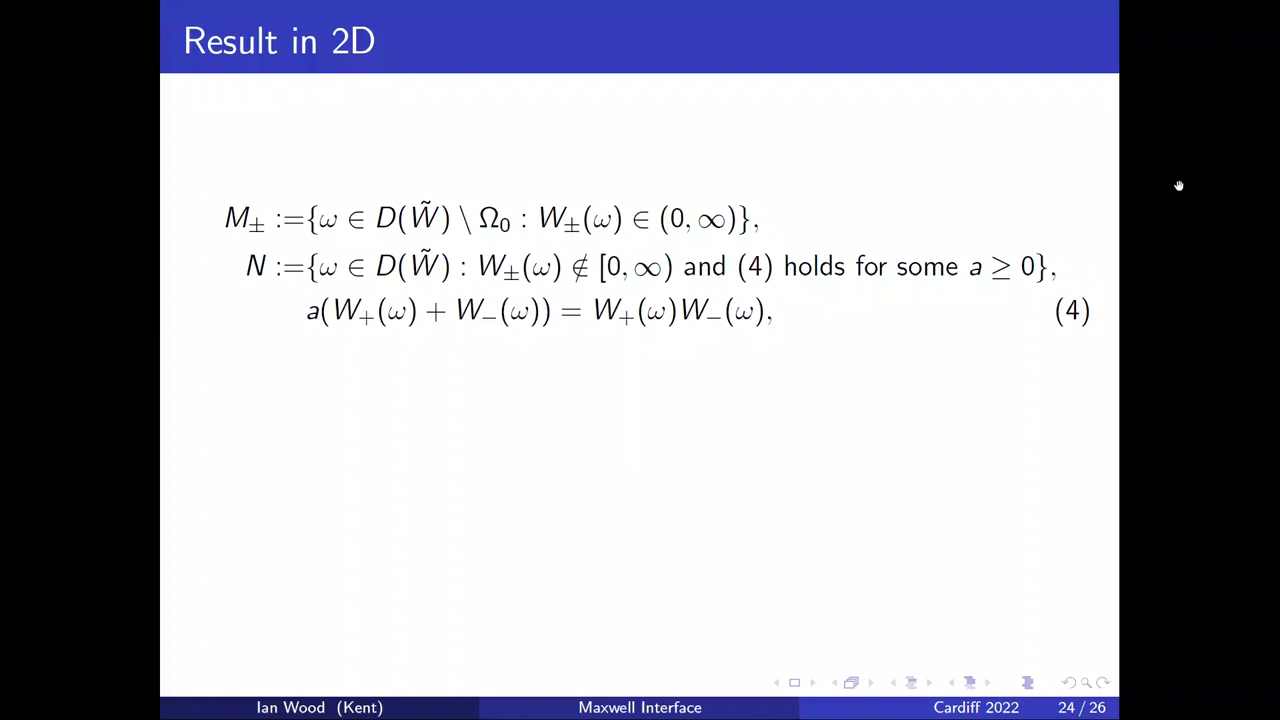 Result in 2D
M± :={ω ∈ D(W̃) \ Ω₀ : W±(ω) ∈ (0, ∞)},
N :={ω ∈ D(W̃) : W±(ω) ∉ [0, ∞) and (4) holds for some a ≥ 0},
a(W₊(ω) + W₋(ω)) = W₊(ω)W₋(ω), (4)
Ian Wood (Kent) Maxwell Interface Cardiff 2022 24 / 26